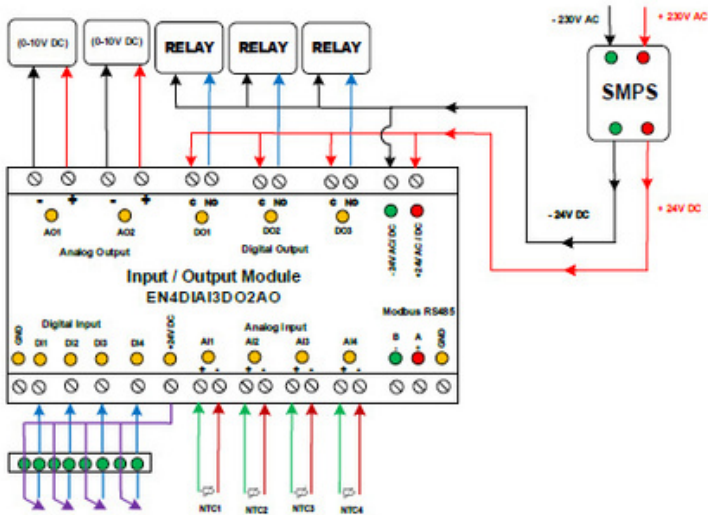 - 230V AC
+ 230V AC
(0-10V DC)
(0-10V DC)
RELAY
RELAY
RELAY
SMPS
- 24V DC
+ 24V DC
- + - + C NO C NO C NO
AO1
AO2
DO1
DO2
DO3
Analog Output
Digital Output
- 24V AC/ DC
+24V AC / DC
Input / Output Module
EN4DIAI3DO2AO
Digital Input
Analog Input
Modbus RS485
GND
DI1
DI2
DI3
DI4
+24V DC
AI1
AI2
AI3
AI4
B
-
A
+
GND
+ - + - + - + -
NTC1
NTC2
NTC3
NTC4